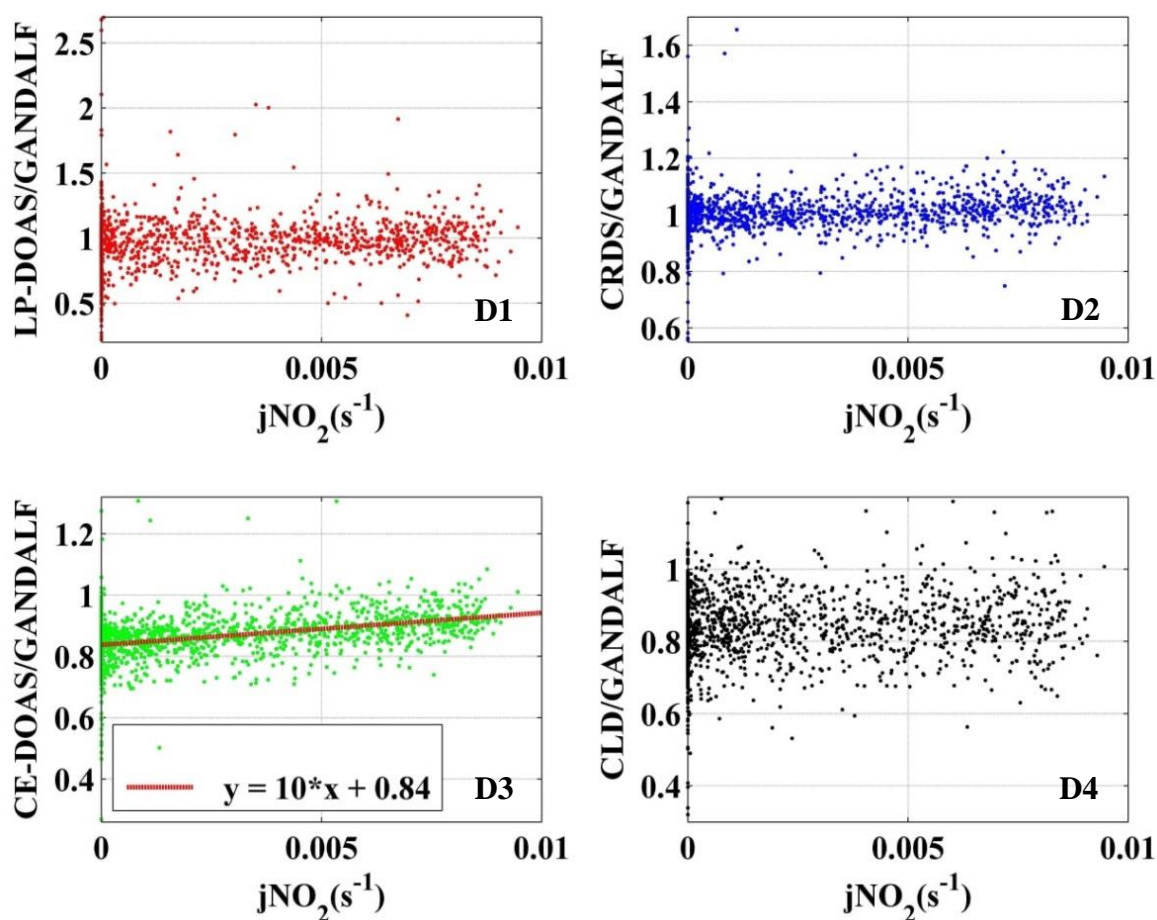 LP-DOAS/GANDALF
2.5
2
1.5
1
0.5
D1
0
0.005
0.01
jNO2(s-1)
CRDS/GANDALF
1.6
1.4
1.2
1
0.8
0.6
D2
0
0.005
0.01
jNO2(s-1)
CE-DOAS/GANDALF
1.2
1
0.8
0.6
0.4
y = 10*x + 0.84
D3
0
0.005
0.01
jNO2(s-1)
CLD/GANDALF
1
0.8
0.6
0.4
D4
0
0.005
0.01
jNO2(s-1)